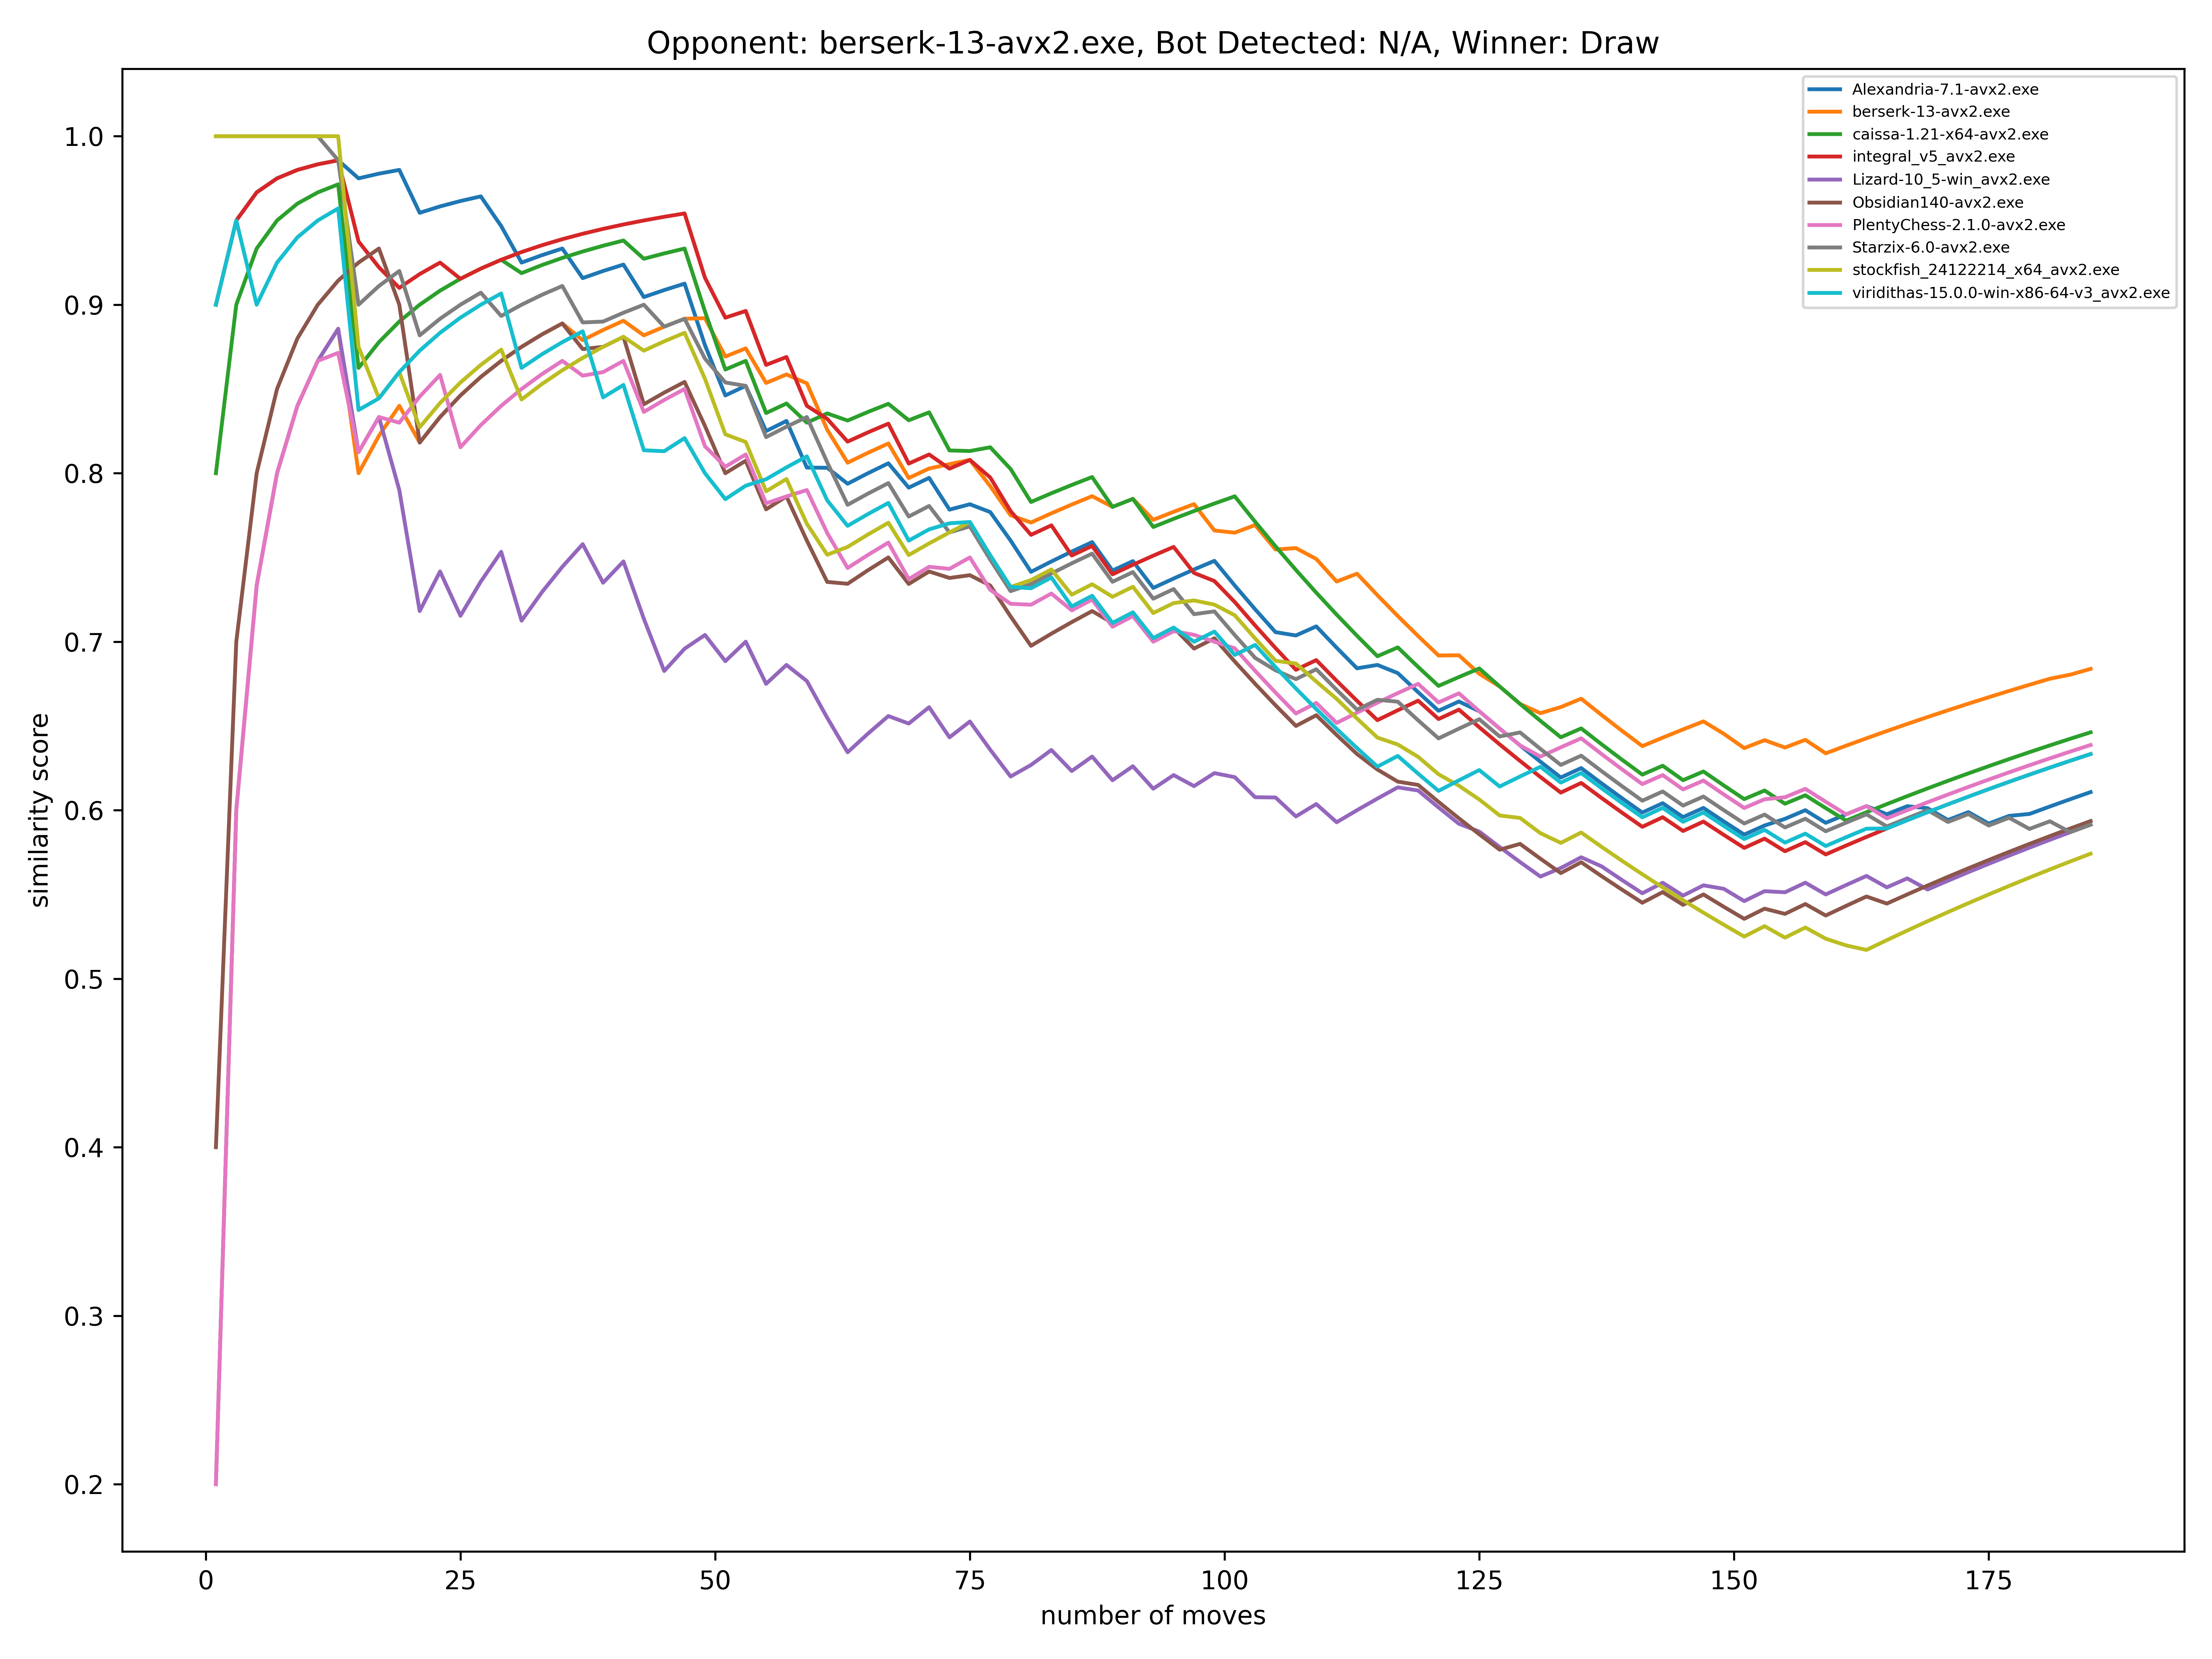 Opponent: berserk-13-avx2.exe, Bot Detected: N/A, Winner: Draw
Alexandria-7.1-avx2.exe
berserk-13-avx2.exe
caissa-1.21-x64-avx2.exe
integral_v5_avx2.exe
Lizard-10_5-win_avx2.exe
Obsidian140-avx2.exe
PlentyChess-2.1.0-avx2.exe
Starzix-6.0-avx2.exe
stockfish_24122214_x64_avx2.exe
viridithas-15.0.0-win-x86-64-v3_avx2.exe
similarity score
1.0
0.9
0.8
0.7
0.6
0.5
0.4
0.3
0.2
0 25 50 75 100 125 150 175
number of moves